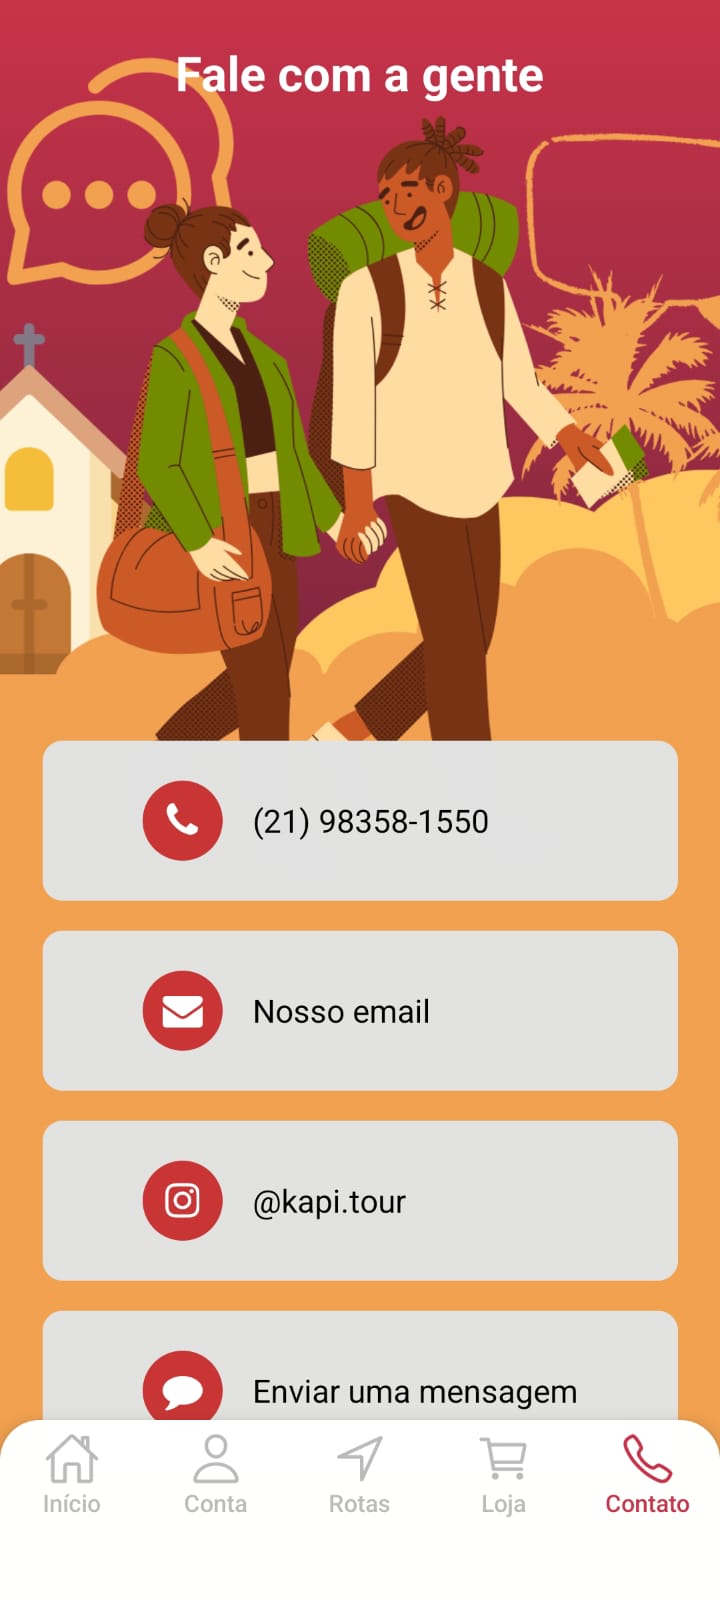 Fale com a gente
(21) 98358-1550
Nosso email
@kapi.tour
Enviar uma mensagem
Início
Conta
Rotas
Loja
Contato